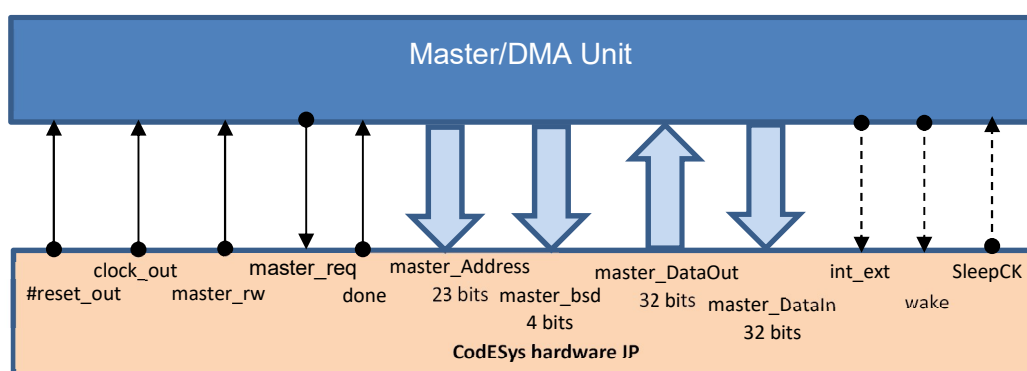 Master/DMA Unit
#reset_out
clock_out
master_rw
master_req
done
master_Address
23 bits
master_bsd
4 bits
master_DataOut
32 bits
master_DataIn
32 bits
int_ext
wake
SleepCK
CodESys hardware IP